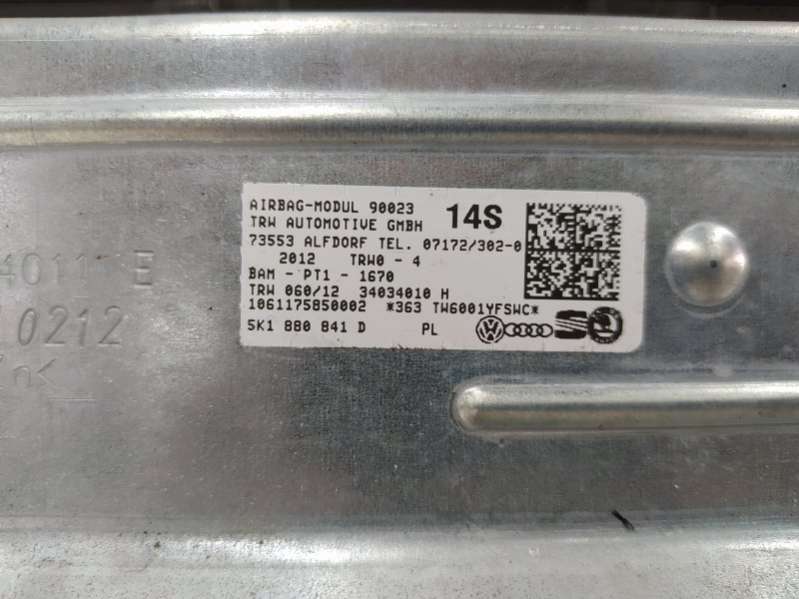 AIRBAG-MODUL 90023 14S
TRW AUTOMOTIVE GMBH
73553 ALFDORF TEL. 07172/302-0
2012 TRW0 - 4
BAM - PT1 - 1670
TRW 060/12 34034010 H
1061175850002 *363 TW6001YFSWC*
5K1 880 841 D PL
4011 E
0212